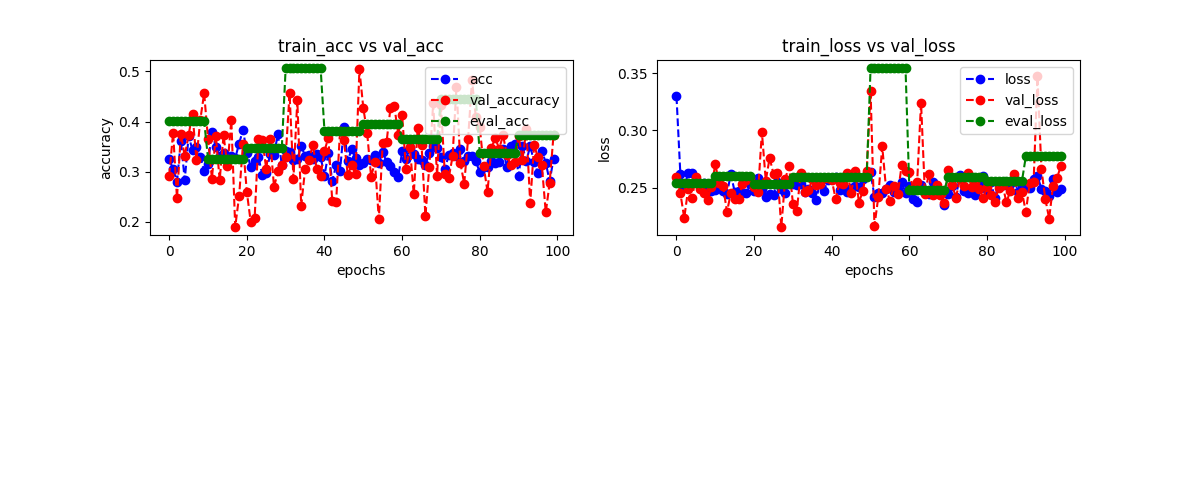 train_acc vs val_acc
accuracy
0.5
0.4
0.3
0.2
0
20
40
60
80
100
epochs
acc
val_accuracy
eval_acc
train_loss vs val_loss
loss
0.35
0.30
0.25
0
20
40
60
80
100
epochs
loss
val_loss
eval_loss